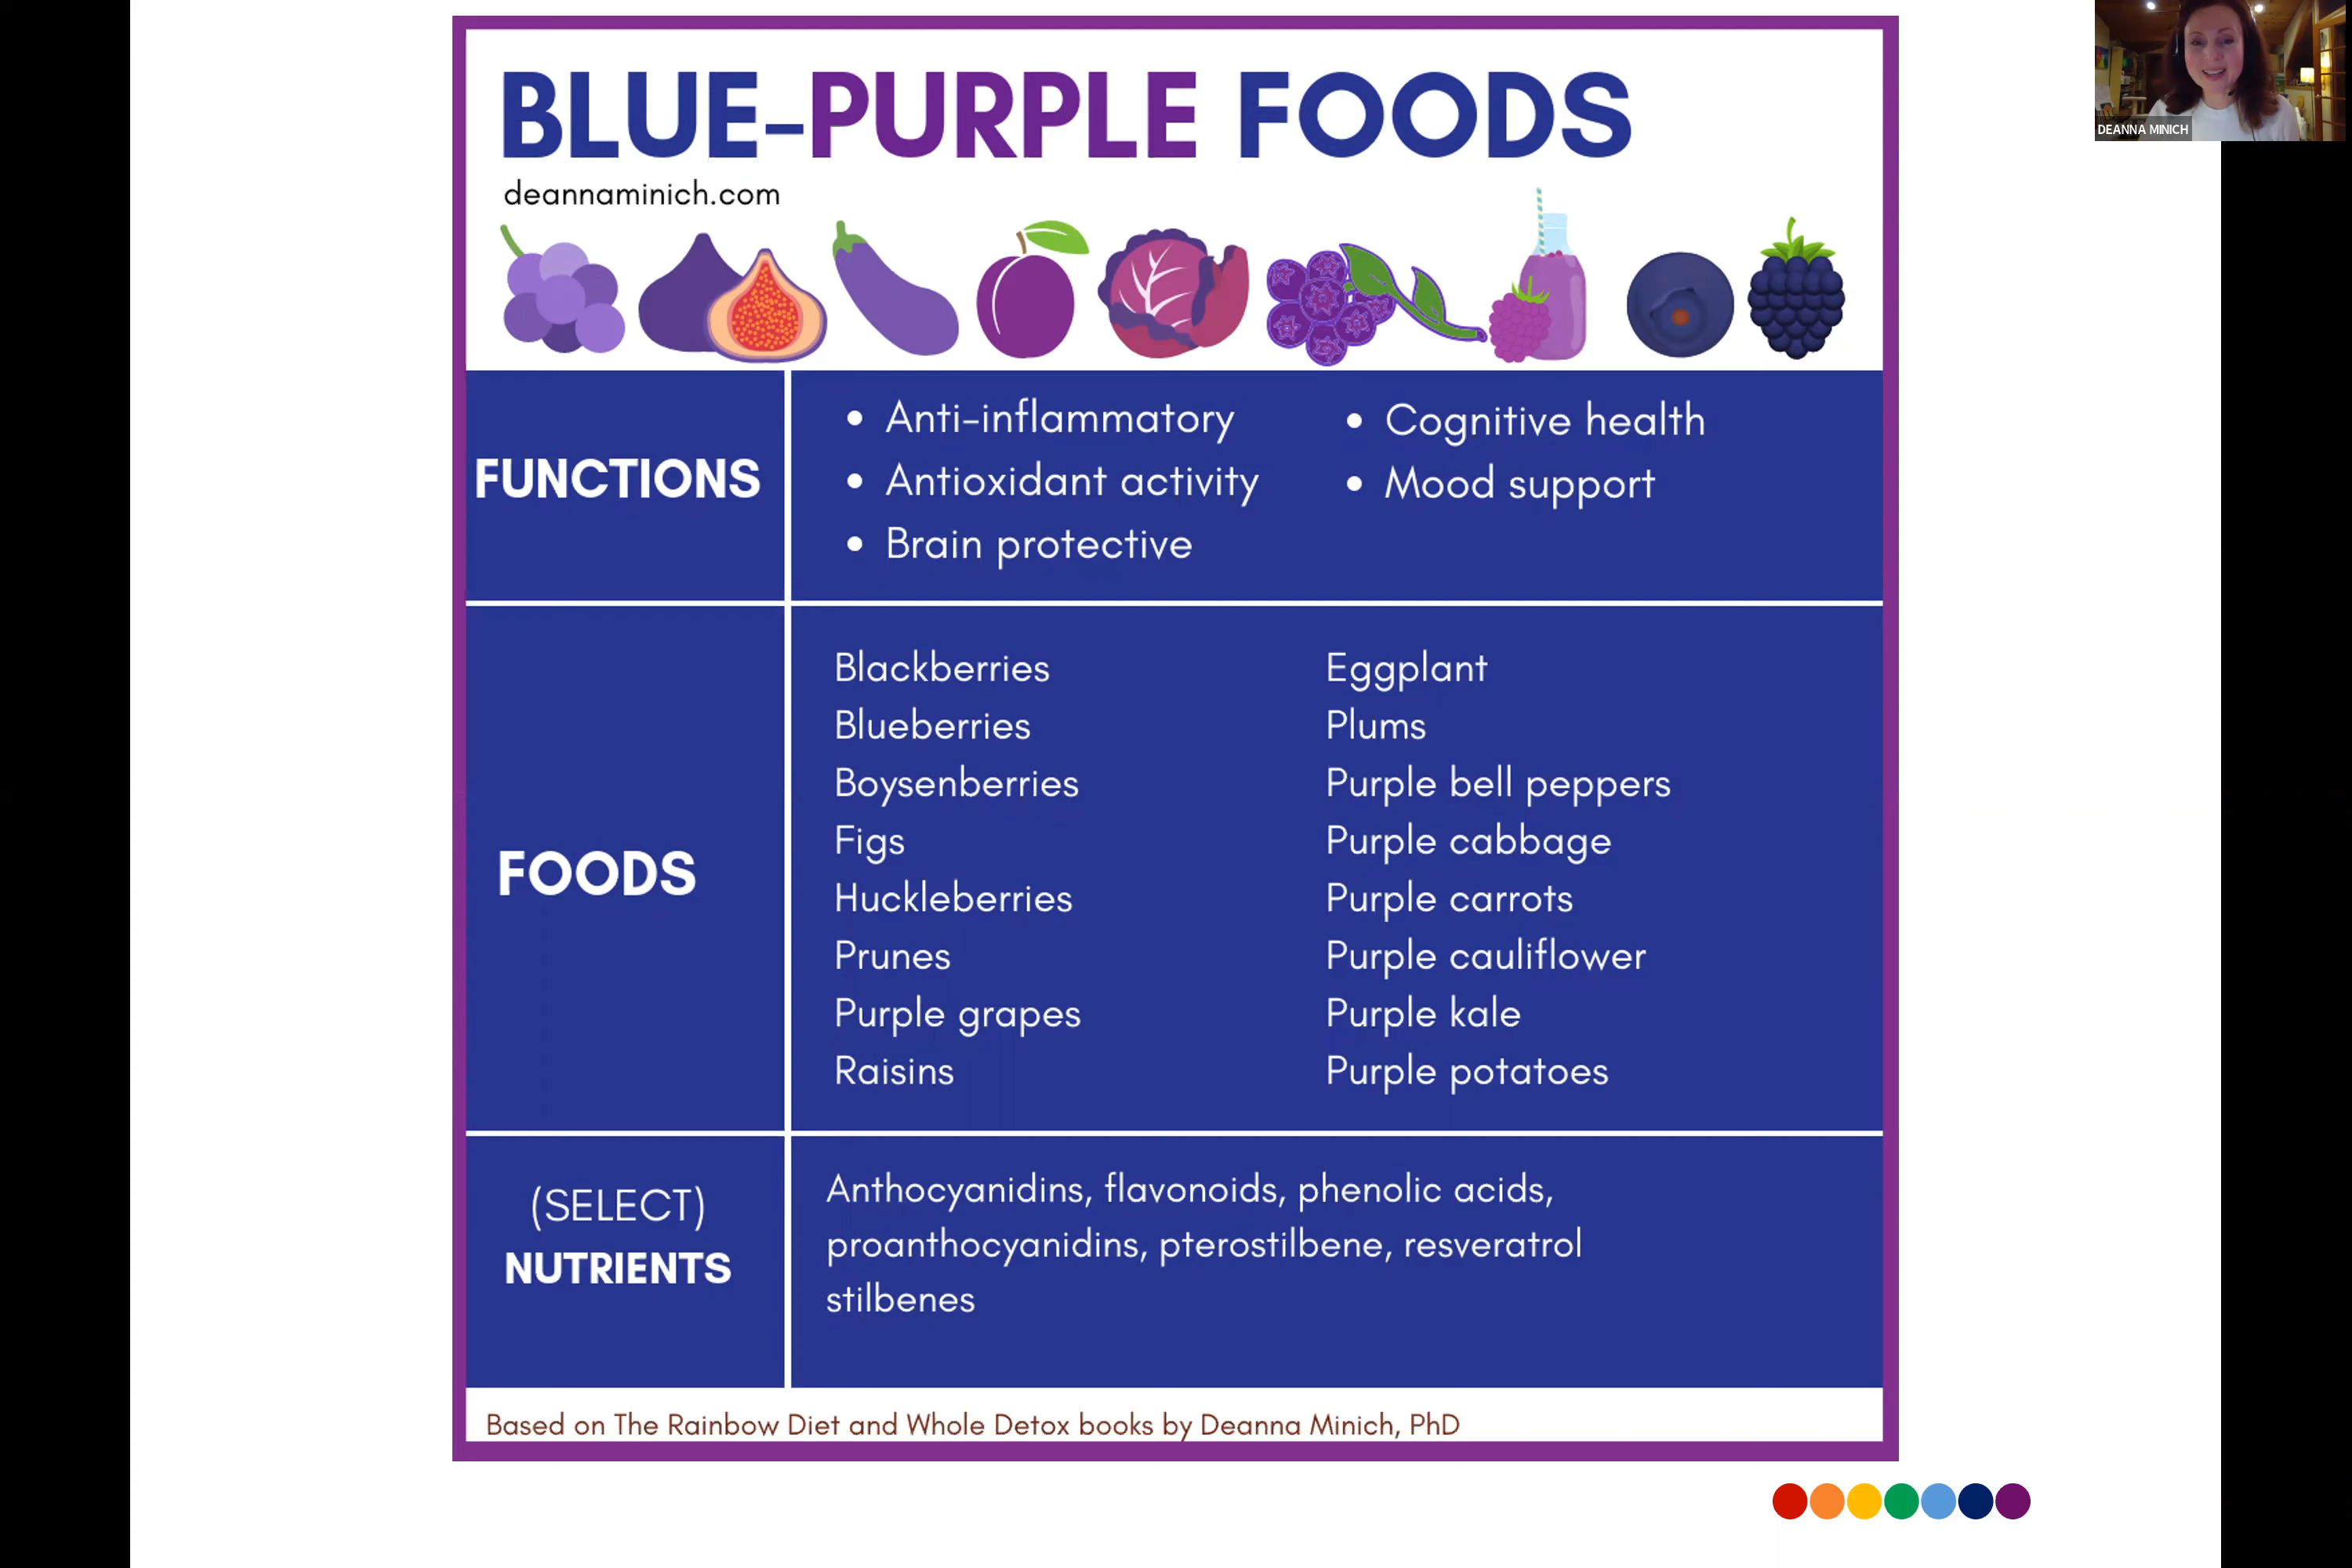 BLUE-PURPLE FOODS
deannaminich.com
DEANNA MINICH
FUNCTIONS
• Anti-inflammatory
• Antioxidant activity
• Brain protective
• Cognitive health
• Mood support
FOODS
Blackberries
Blueberries
Boysenberries
Figs
Huckleberries
Prunes
Purple grapes
Raisins
Eggplant
Plums
Purple bell peppers
Purple cabbage
Purple carrots
Purple cauliflower
Purple kale
Purple potatoes
(SELECT)
NUTRIENTS
Anthocyanidins, flavonoids, phenolic acids,
proanthocyanidins, pterostilbene, resveratrol
stilbenes
Based on The Rainbow Diet and Whole Detox books by Deanna Minich, PhD